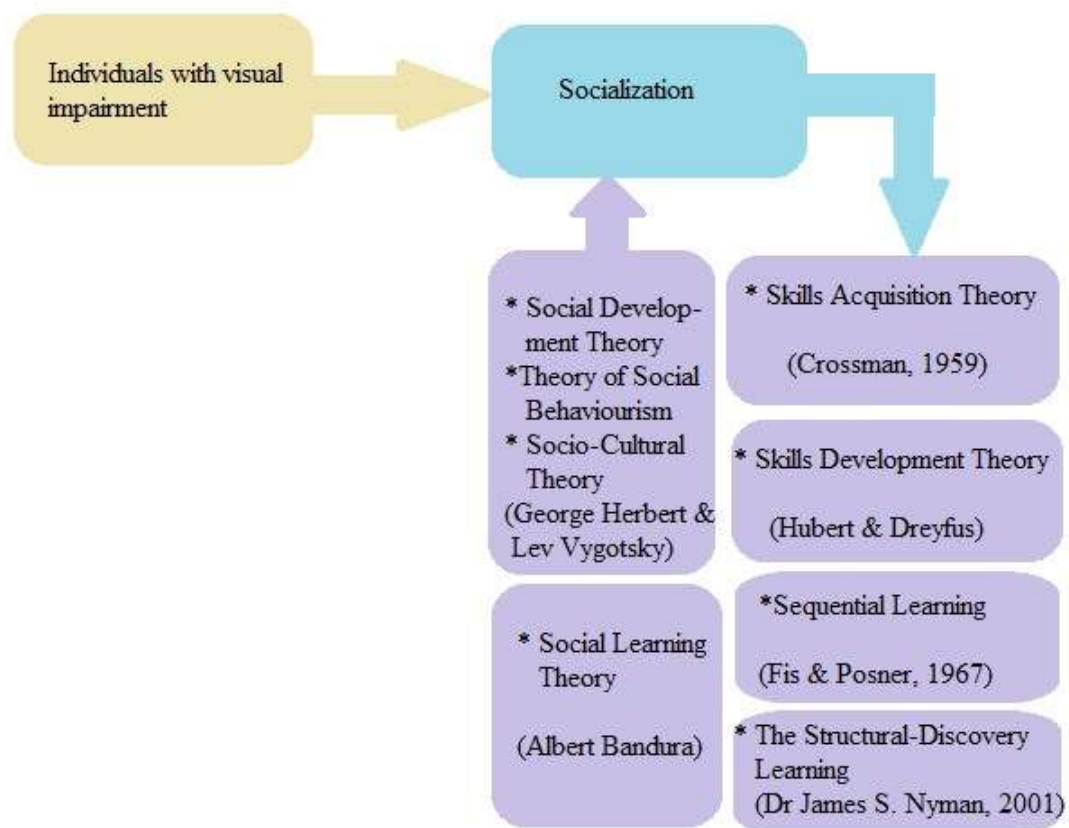 Individuals with visual
impairment
Socialization
* Social Develop-
ment Theory
*Theory of Social
Behaviourism
* Socio-Cultural
Theory
(George Herbert &
Lev Vygotsky)
* Social Learning
Theory
(Albert Bandura)
* Skills Acquisition Theory
(Crossman, 1959)
* Skills Development Theory
(Hubert & Dreyfus)
*Sequential Learning
(Fis & Posner, 1967)
* The Structural-Discovery
Learning
(Dr James S. Nyman, 2001)